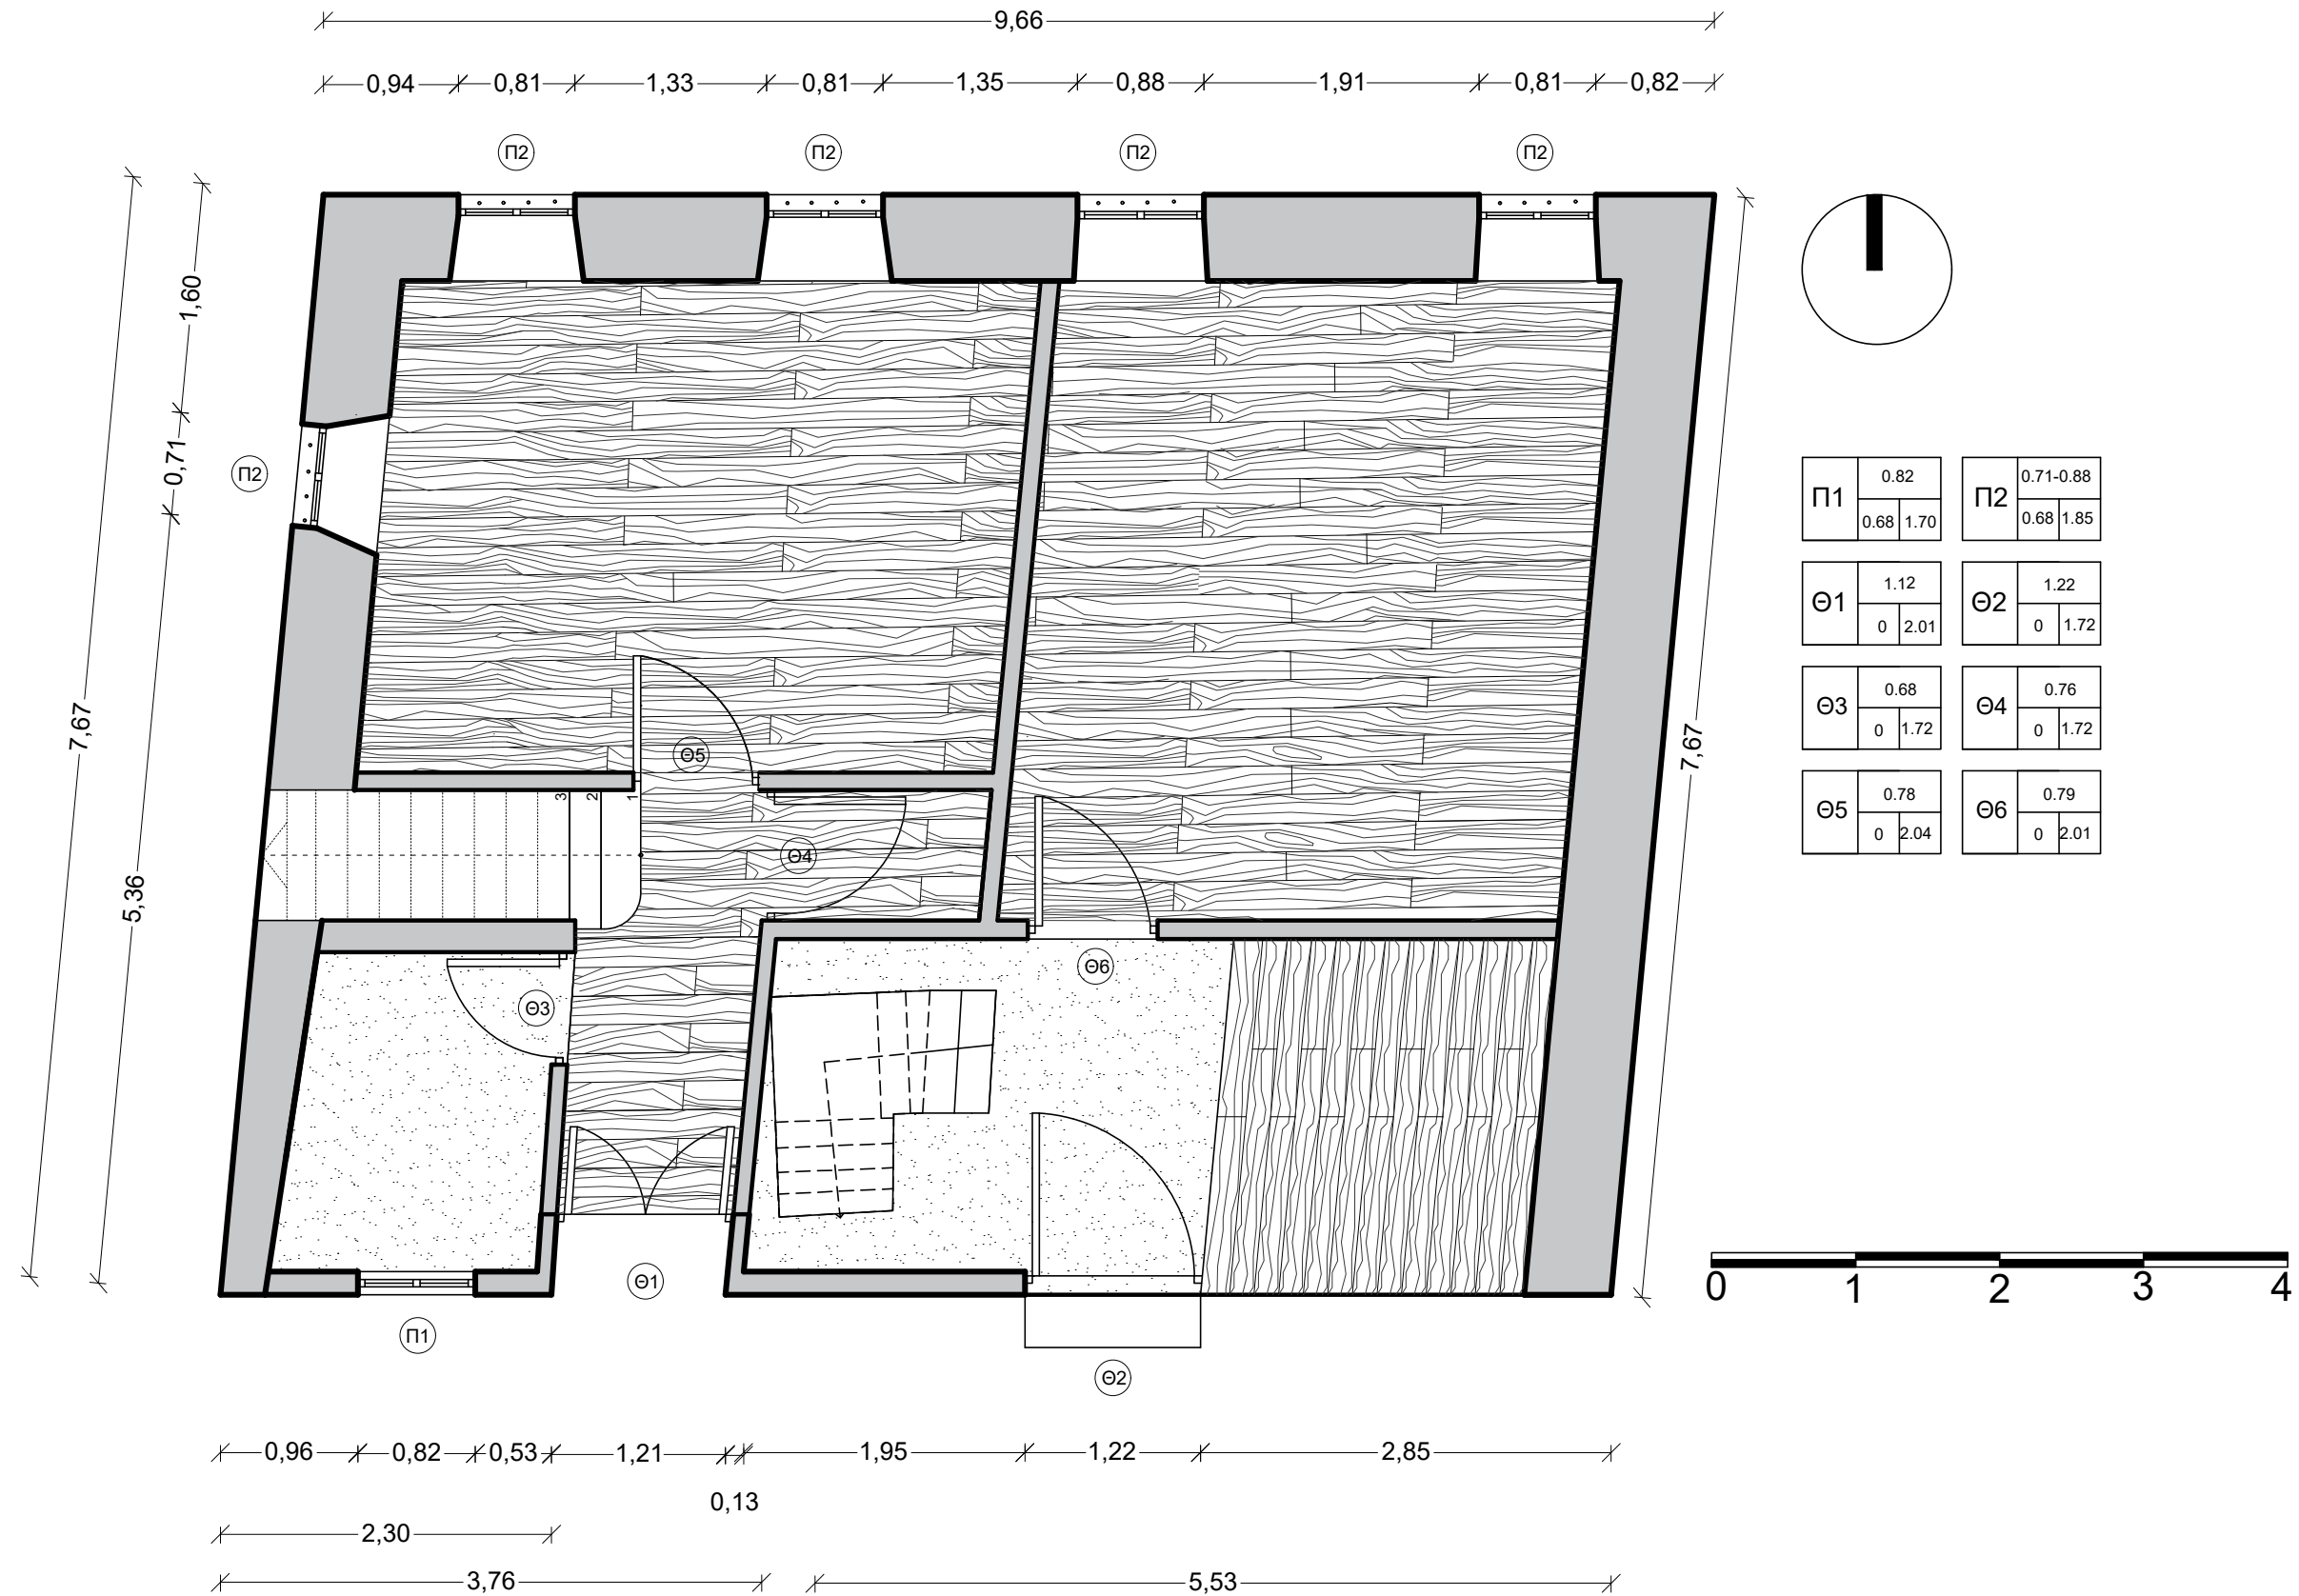 9,66
0,94 0,81 1,33 0,81 1,35 0,88 1,91 0,81 0,82
Π2 Π2 Π2 Π2
1,60
0,71
Π2
7,67
5,36
7,67
Θ5
3 2 1
Θ4
Θ6
Θ3
Θ1
Π1
Θ2
Π1 0.82 0.68 1.70
Π2 0.71-0.88 0.68 1.85
Θ1 1.12 0 2.01
Θ2 1.22 0 1.72
Θ3 0.68 0 1.72
Θ4 0.76 0 1.72
Θ5 0.78 0 2.04
Θ6 0.79 0 2.01
0 1 2 3 4
0,96 0,82 0,53 1,21 1,95 1,22 2,85
0,13
2,30
3,76 5,53